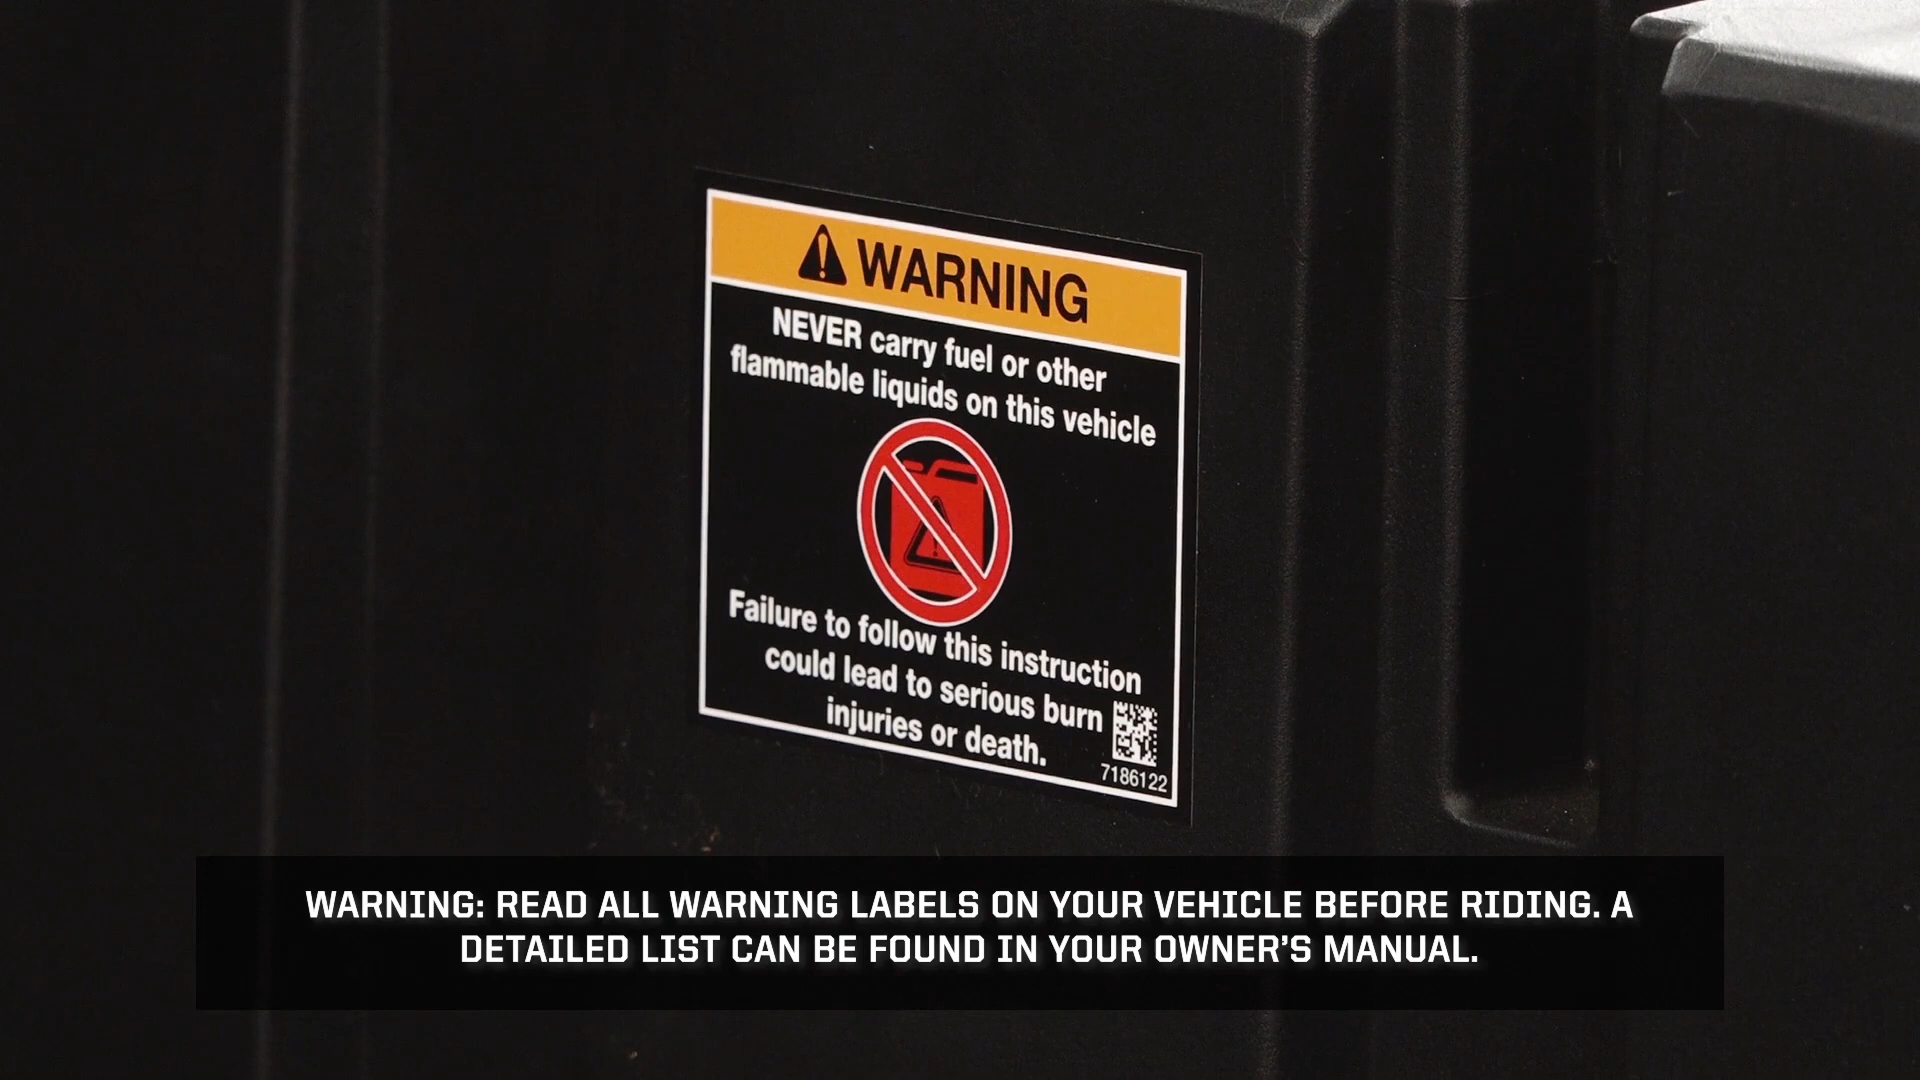 WARNING
NEVER carry fuel or other
flammable liquids on this vehicle
Failure to follow this instruction
could lead to serious burn
injuries or death.
7186122
WARNING: READ ALL WARNING LABELS ON YOUR VEHICLE BEFORE RIDING. A
DETAILED LIST CAN BE FOUND IN YOUR OWNER’S MANUAL.